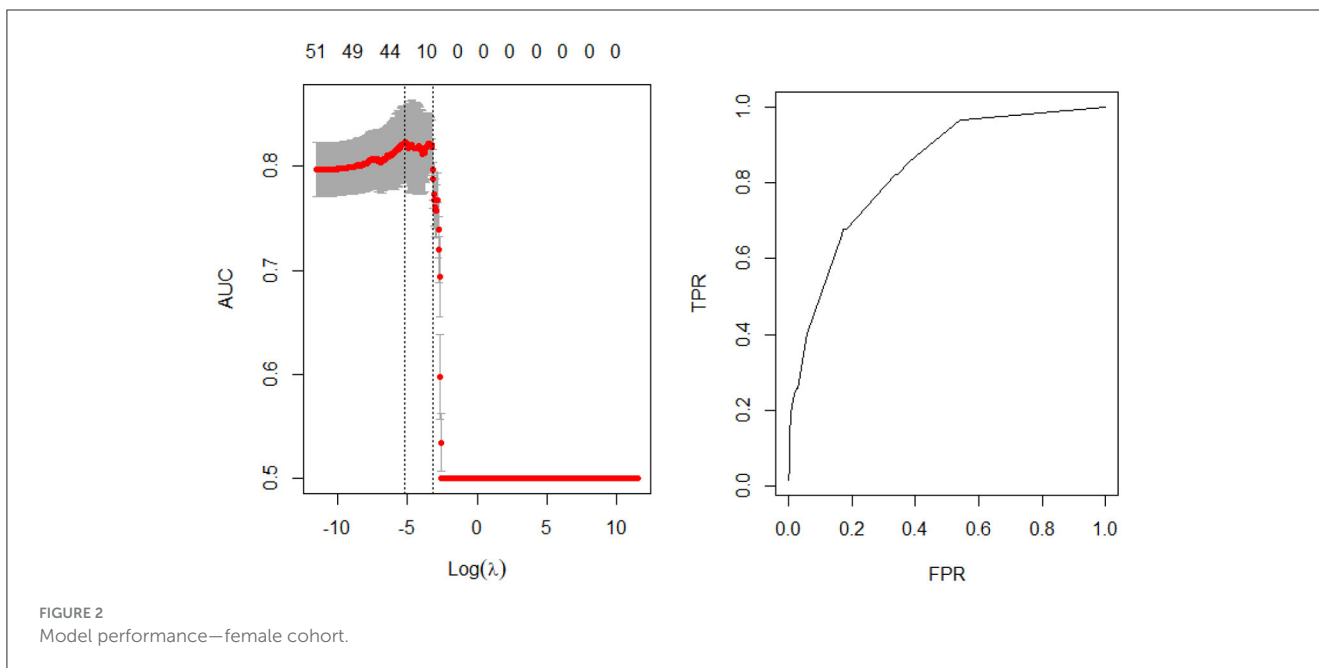 51 49 44 10 0 0 0 0 0 0 0
AUC
0.8
0.7
0.6
0.5
-10 -5 0 5 10
Log(λ)
TPR
1.0
0.8
0.6
0.4
0.2
0.0
0.0 0.2 0.4 0.6 0.8 1.0
FPR
FIGURE 2
Model performance—female cohort.